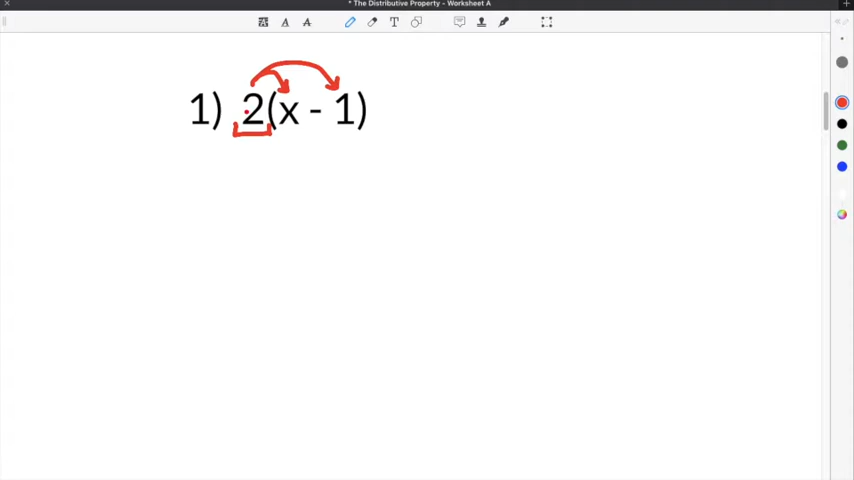 * The Distributive Property - Worksheet A
1) 2(x - 1)